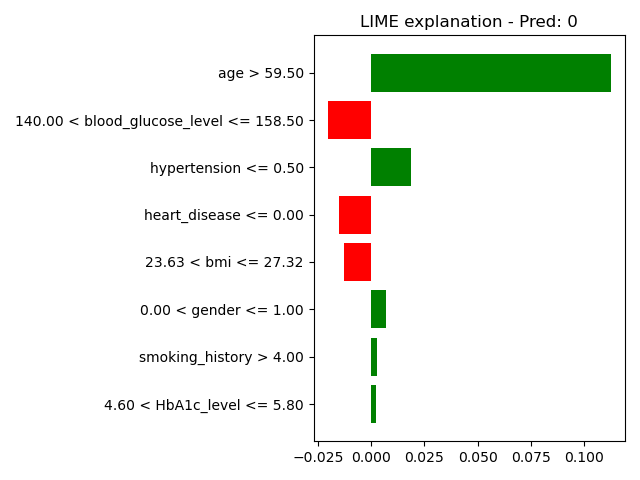 LIME explanation - Pred: 0
age > 59.50
140.00 < blood_glucose_level <= 158.50
hypertension <= 0.50
heart_disease <= 0.00
23.63 < bmi <= 27.32
0.00 < gender <= 1.00
smoking_history > 4.00
4.60 < HbA1c_level <= 5.80
−0.025 0.000 0.025 0.050 0.075 0.100